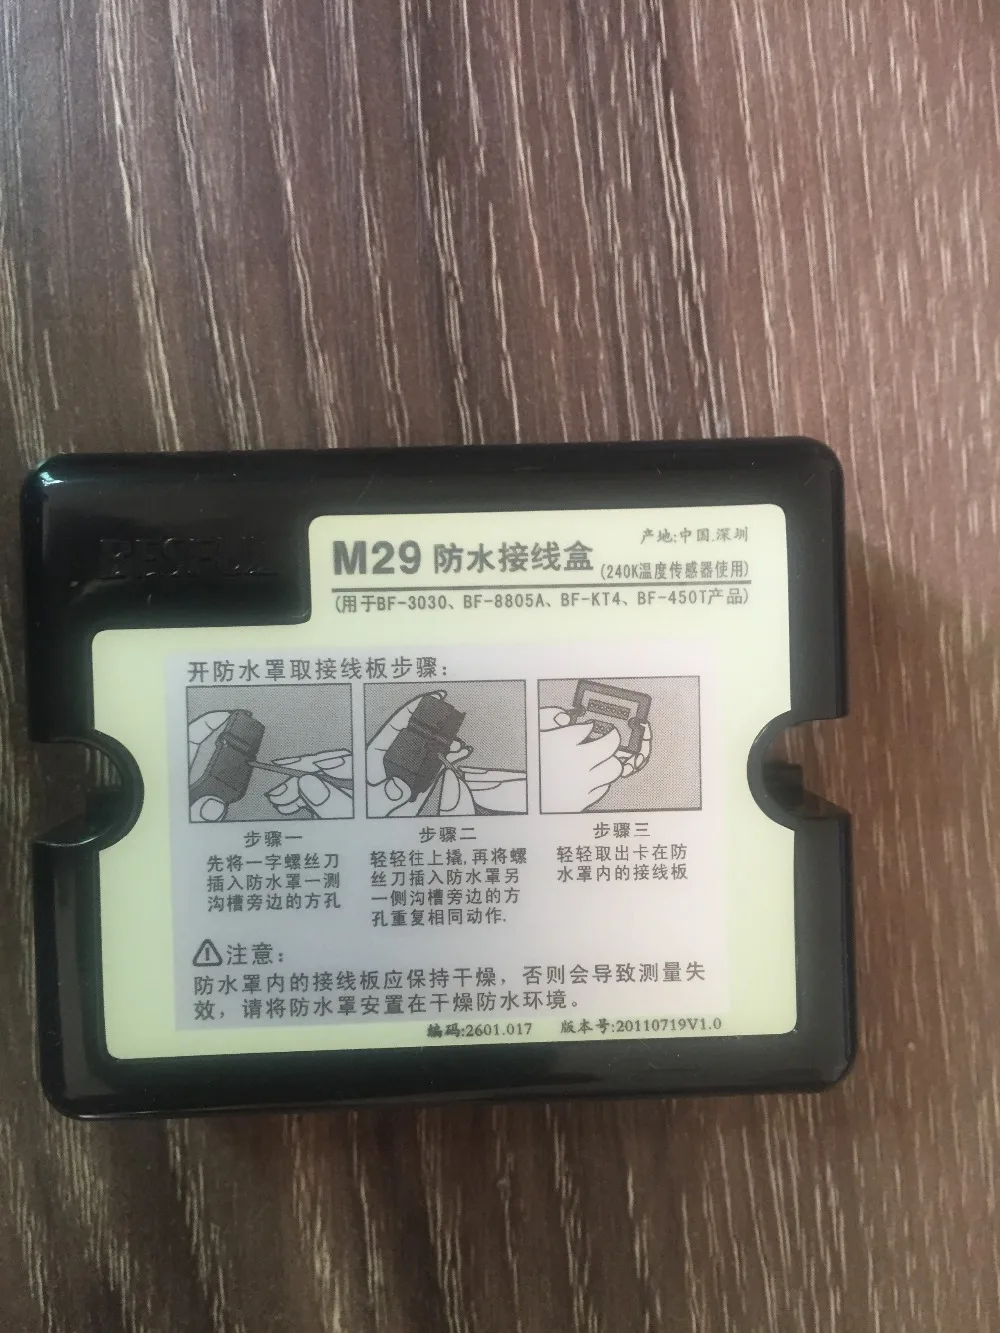 产地:中国.深圳
M29 防水接线盒 (240K温度传感器使用)
(用于BF-3030、BF-8805A、BF-KT4、BF-450T产品)
开防水罩取接线板步骤:
步骤一
先将一字螺丝刀
插入防水罩一测
沟槽旁边的方孔
步骤二
轻轻往上撬,再将螺
丝刀插入防水罩另
一侧沟槽旁边的方
孔重复相同动作.
步骤三
轻轻取出卡在防
水罩内的接线板
注意:
防水罩内的接线板应保持干燥，否则会导致测量失
效，请将防水罩安置在干燥防水环境。
编码:2601.017 版本号:20110719V1.0